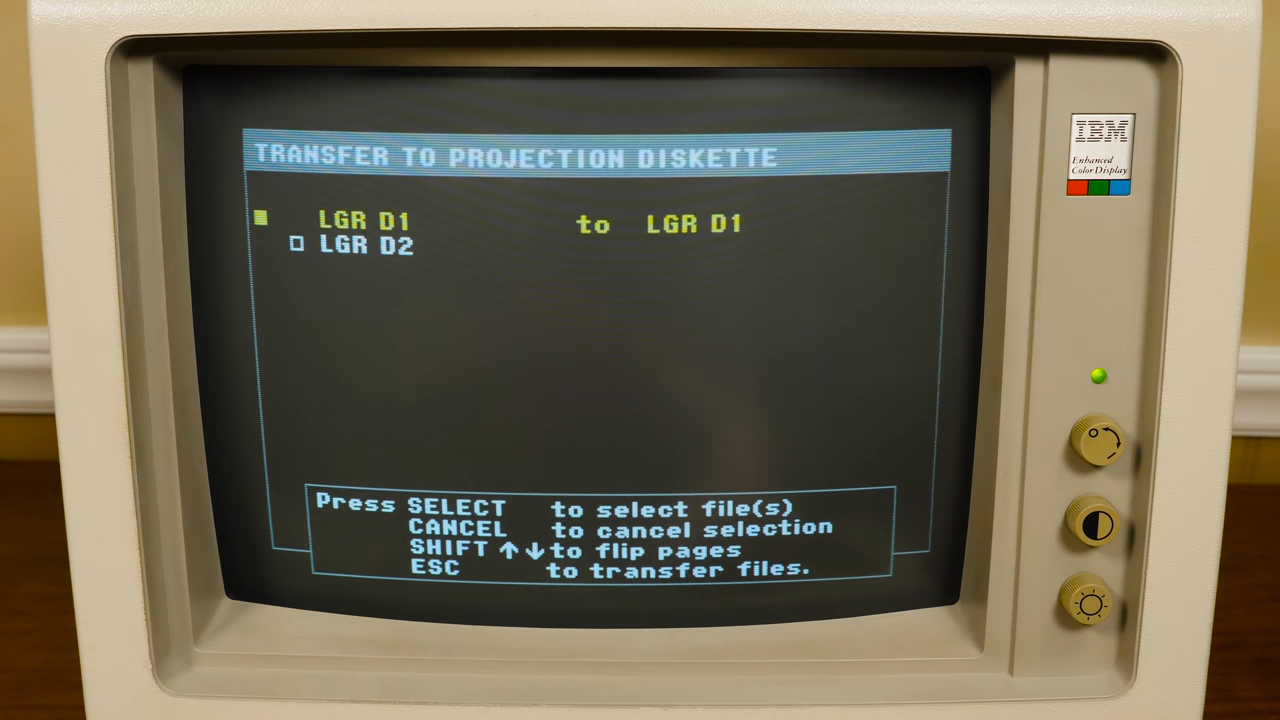 TRANSFER TO PROJECTION DISKETTE
LGR D1 to LGR D1
LGR D2
Press SELECT to select file(s)
CANCEL to cancel selection
SHIFT ↑↓ to flip pages
ESC to transfer files.
IBM
Enhanced
Color Display